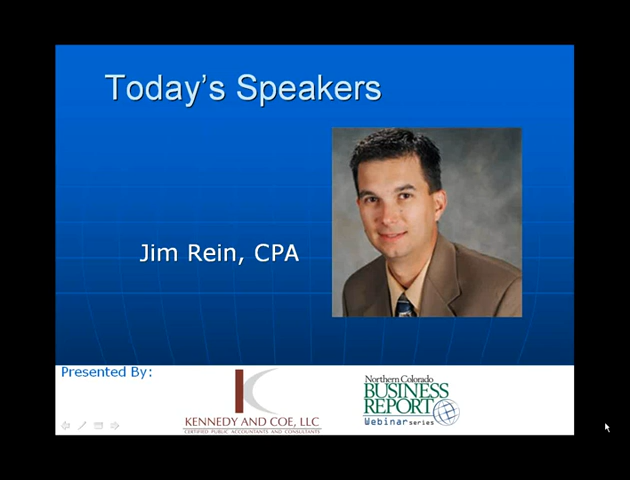 Today's Speakers
Jim Rein, CPA
Presented By:
KENNEDY AND COE, LLC
CERTIFIED PUBLIC ACCOUNTANTS AND CONSULTANTS
Northern Colorado
BUSINESS
REPORT
Webinar series